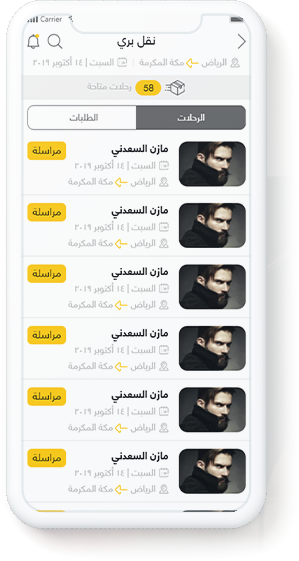 Carrier
نقل بري
الرياض مكة المكرمة | السبت | ١٤ أكتوبر ٢٠١٩
58 رحلات متاحة
الرحلات الطلبات
مازن السعدني مراسلة
السبت | ١٤ أكتوبر ٢٠١٩
الرياض مكة المكرمة
مازن السعدني مراسلة
السبت | ١٤ أكتوبر ٢٠١٩
الرياض مكة المكرمة
مازن السعدني مراسلة
السبت | ١٤ أكتوبر ٢٠١٩
الرياض مكة المكرمة
مازن السعدني مراسلة
السبت | ١٤ أكتوبر ٢٠١٩
الرياض مكة المكرمة
مازن السعدني مراسلة
السبت | ١٤ أكتوبر ٢٠١٩
الرياض مكة المكرمة
مازن السعدني مراسلة
السبت | ١٤ أكتوبر ٢٠١٩
الرياض مكة المكرمة